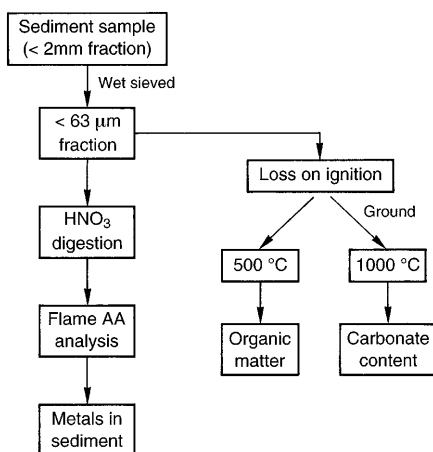 Sediment sample
(< 2mm fraction)
Wet sieved
< 63 μm
fraction
Loss on ignition
Ground
HNO₃
digestion
500 °C
1000 °C
Flame AA
analysis
Organic
matter
Carbonate
content
Metals in
sediment